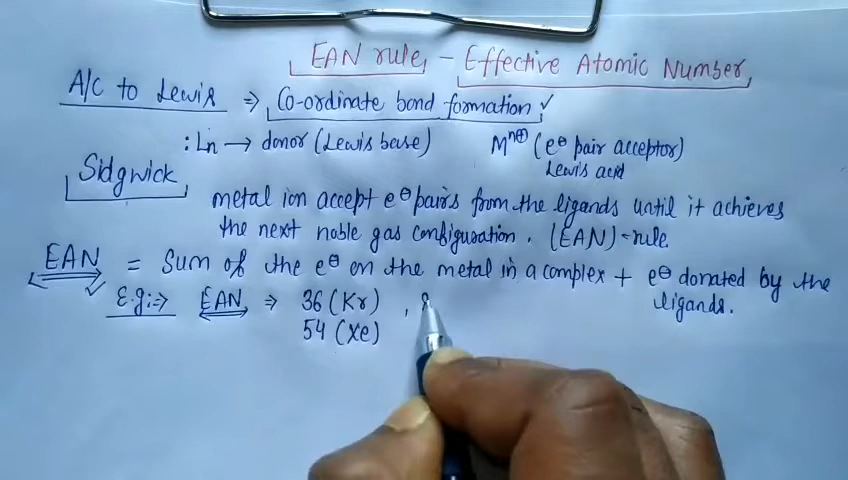 EAN rule, - Effective Atomic Number,
A/c to Lewis ⇒ Co-ordinate bond formation ✓
:Ln → donor (Lewis base) Mn⊕ (e⊖ pair acceptor)
Lewis acid
Sidgwick
metal ion accept e⊖ pairs from the ligands until it achieves
the next noble gas configuration. (EAN)-rule.
EAN = Sum of the e⊖ on the metal in a complex + e⊖ donated by the
ligands.
E.g:⇒ EAN ⇒ 36 (Kr) ,
54 (Xe)